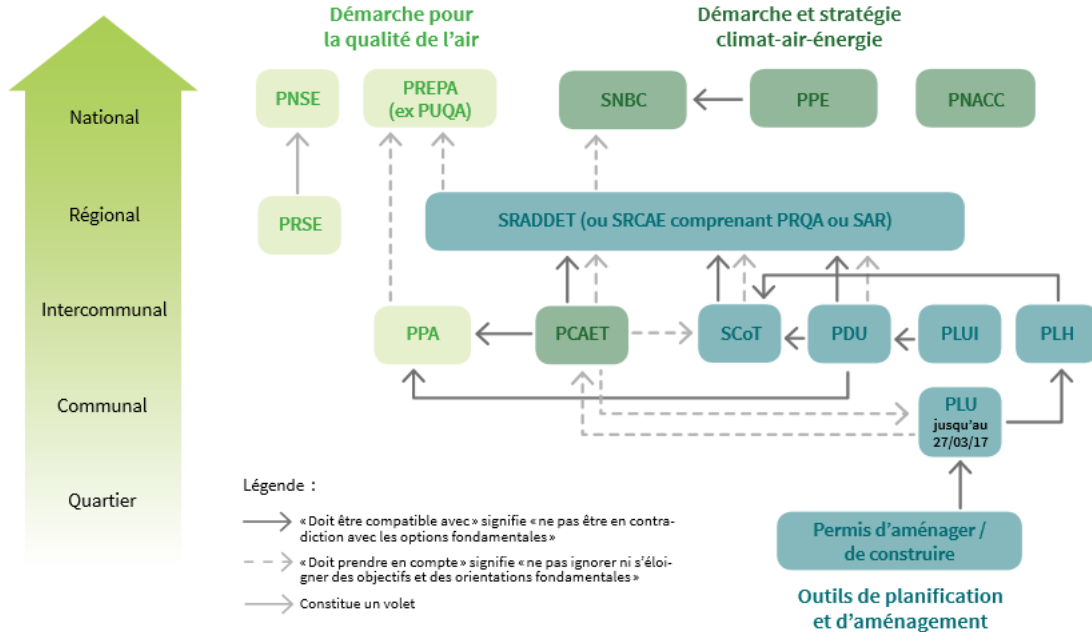 Démarche pour
la qualité de l'air
Démarche et stratégie
climat-air-énergie
National
PNSE
PREPA
(ex PUQA)
SNBC
PPE
PNACC
Régional
PRSE
SRADDET (ou SRCAE comprenant PRQA ou SAR)
Intercommunal
PPA
PCAET
SCoT
PDU
PLUI
PLH
Communal
PLU
jusqu'au
27/03/17
Quartier
Permis d'aménager /
de construire
Outils de planification
et d'aménagement
Légende :
« Doit être compatible avec » signifie « ne pas être en contra-
diction avec les options fondamentales »
« Doit prendre en compte » signifie « ne pas ignorer ni s'éloi-
gner des objectifs et des orientations fondamentales »
Constitue un volet